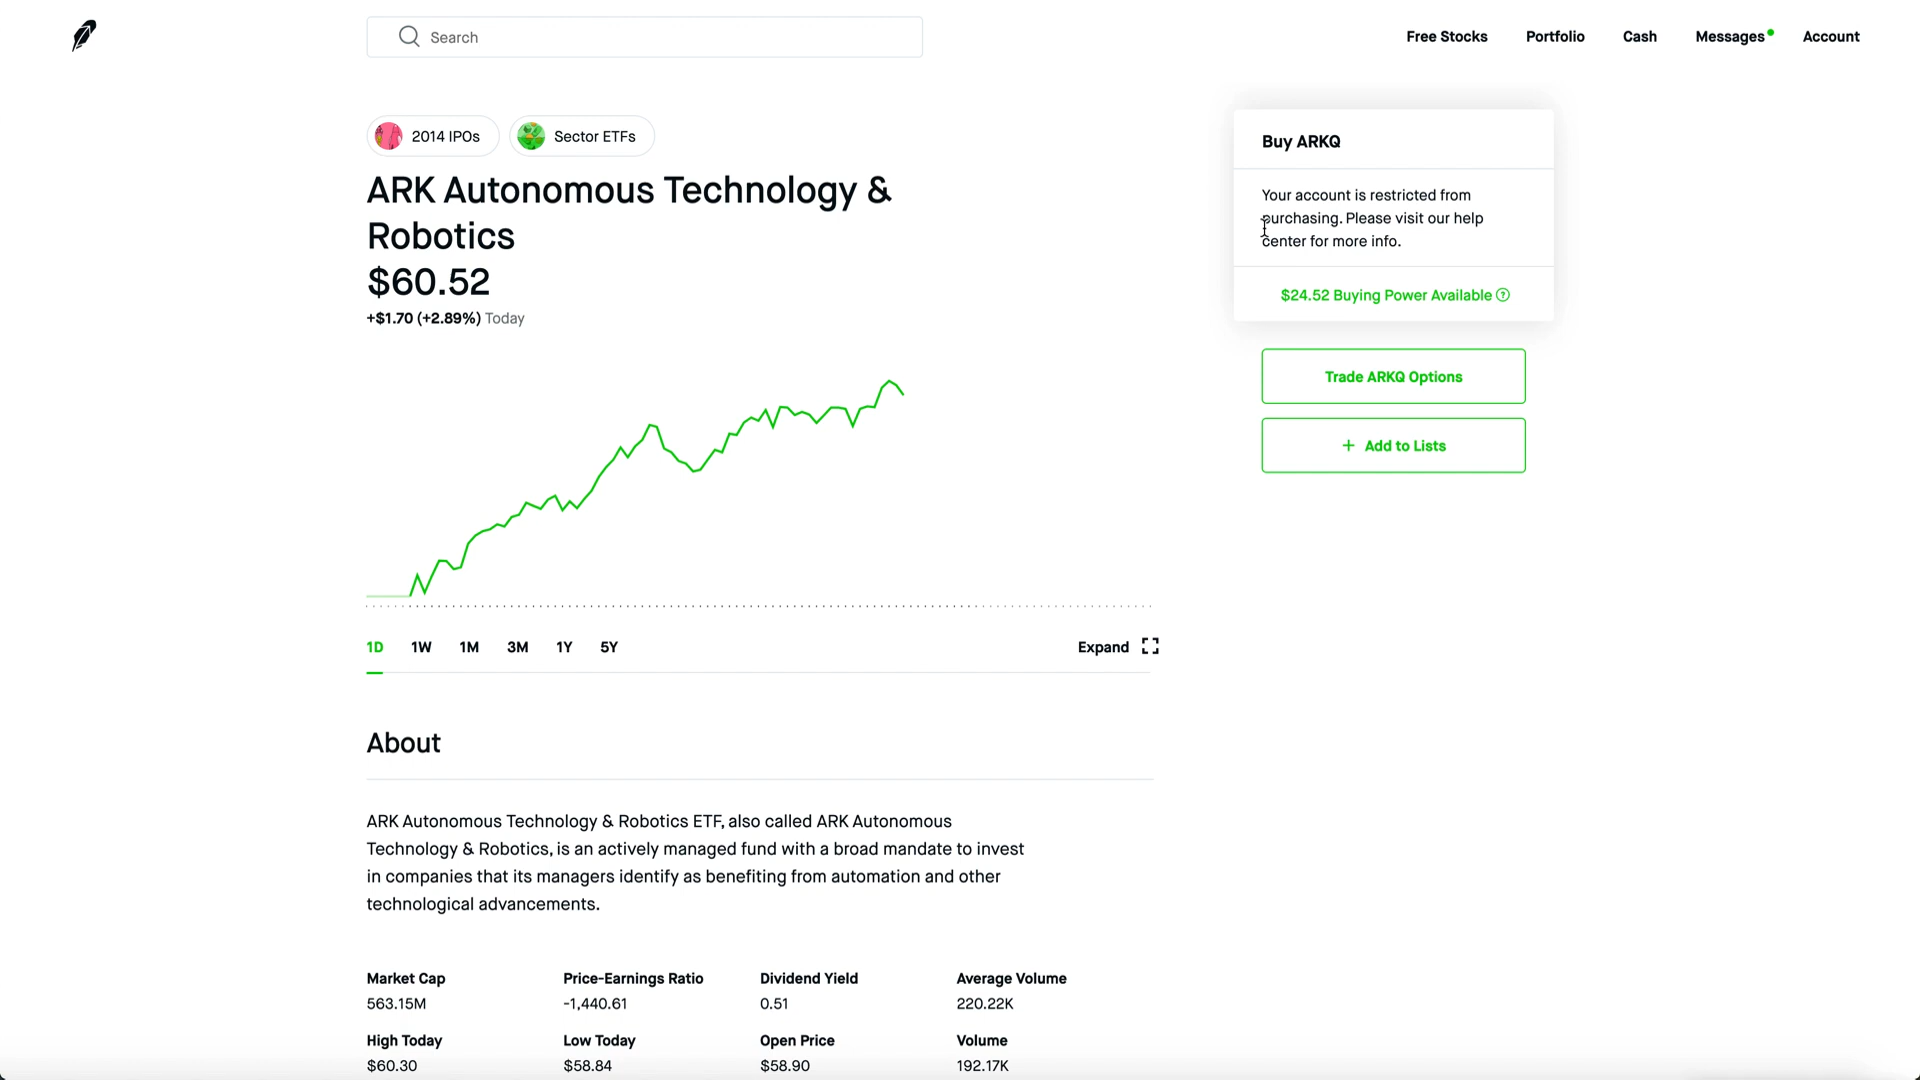 Search
Free Stocks
Portfolio
Cash
Messages
Account
2014 IPOs
Sector ETFs
ARK Autonomous Technology &
Robotics
$60.52
+$1.70 (+2.89%) Today
Buy ARKQ
Your account is restricted from
purchasing. Please visit our help
center for more info.
$24.52 Buying Power Available ?
Trade ARKQ Options
+ Add to Lists
1D
1W
1M
3M
1Y
5Y
Expand
About
ARK Autonomous Technology & Robotics ETF, also called ARK Autonomous
Technology & Robotics, is an actively managed fund with a broad mandate to invest
in companies that its managers identify as benefiting from automation and other
technological advancements.
Market Cap
563.15M
Price-Earnings Ratio
-1,440.61
Dividend Yield
0.51
Average Volume
220.22K
High Today
$60.30
Low Today
$58.84
Open Price
$58.90
Volume
192.17K